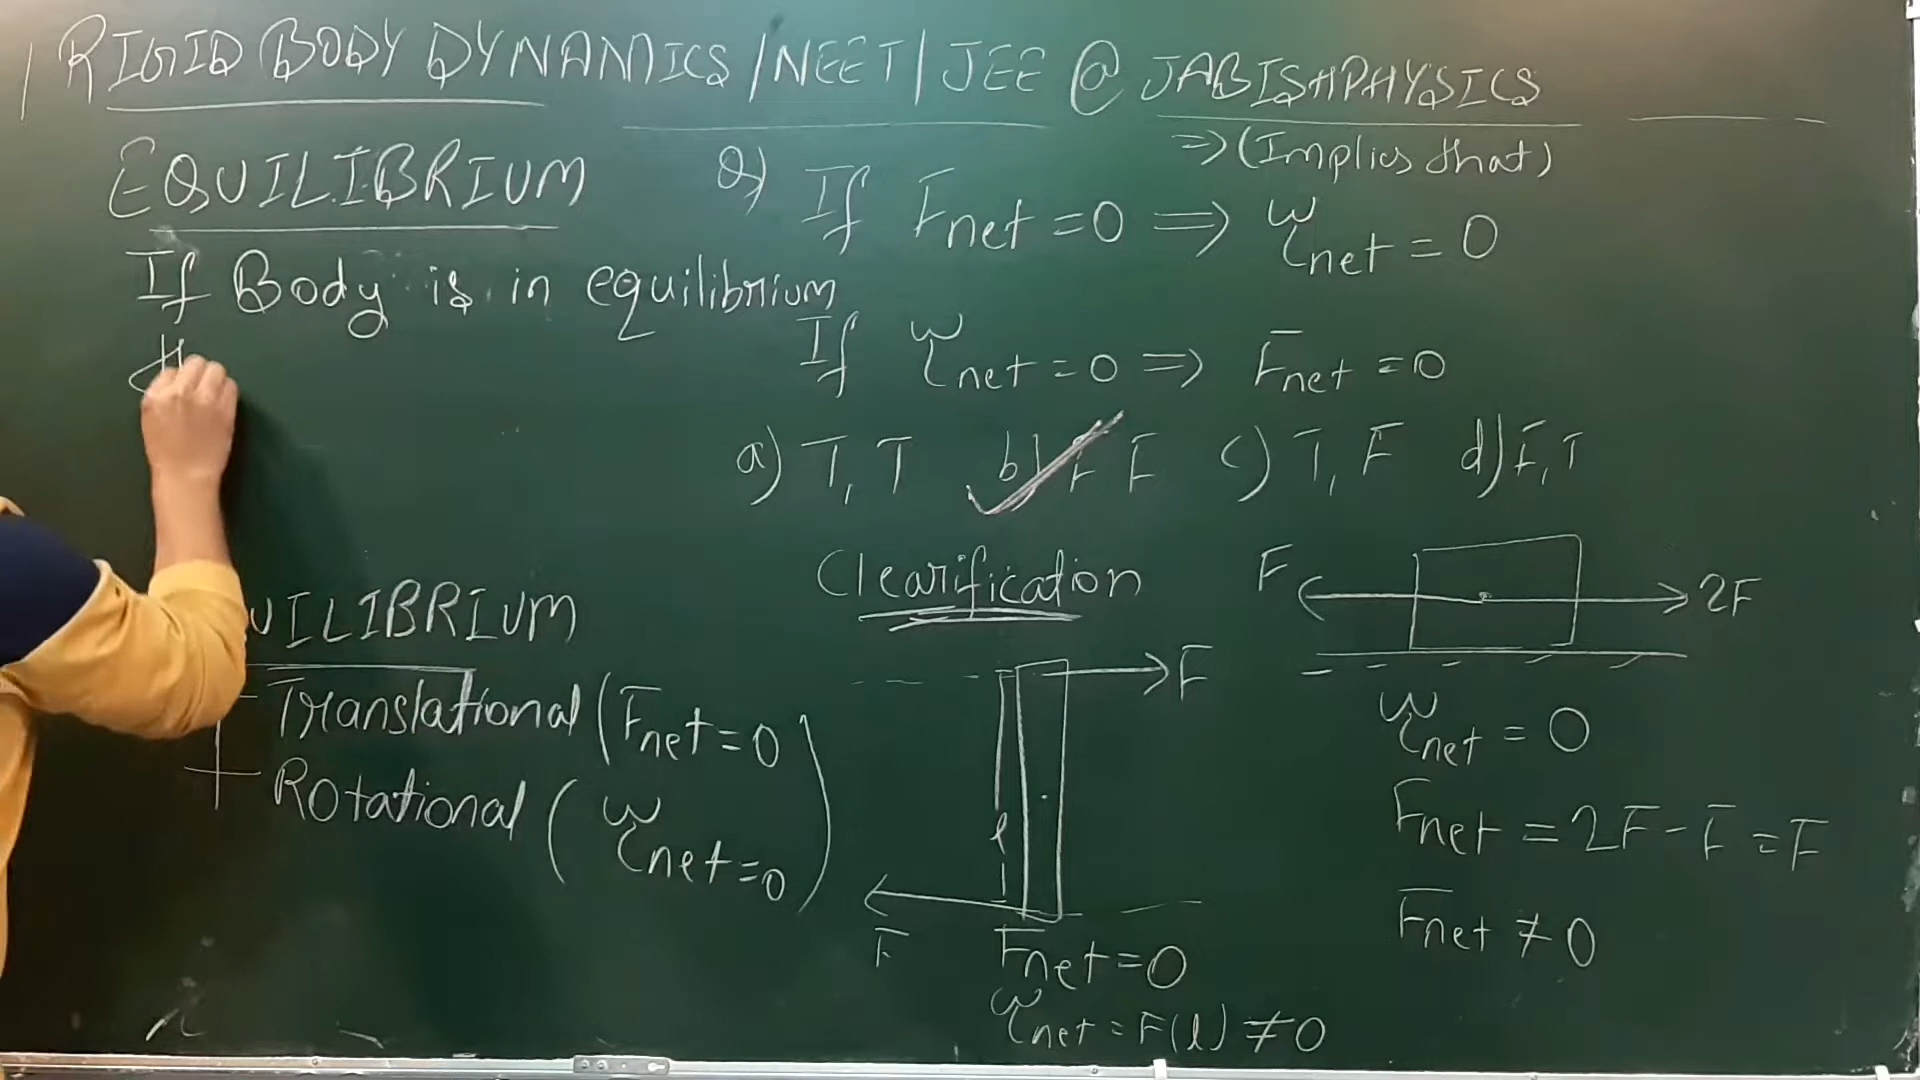 RIGID BODY DYNAMICS/NEET/JEE @ JABISHPHYSICS
EQUILIBRIUM
If Body is in equilibrium
UILIBRIUM
Translational (Fnet=0
Rotational (τnet=0)
⇒(Implies that)
Q) If Fnet=0 ⇒ τnet=0
If τnet=0 ⇒ Fnet=0
a) T, T b) F F c) T, F d) F, T
Clearification
F
l
F
Fnet=0
τnet=F(l)≠0
F 2F
τnet=0
Fnet=2F-F=F
Fnet≠0